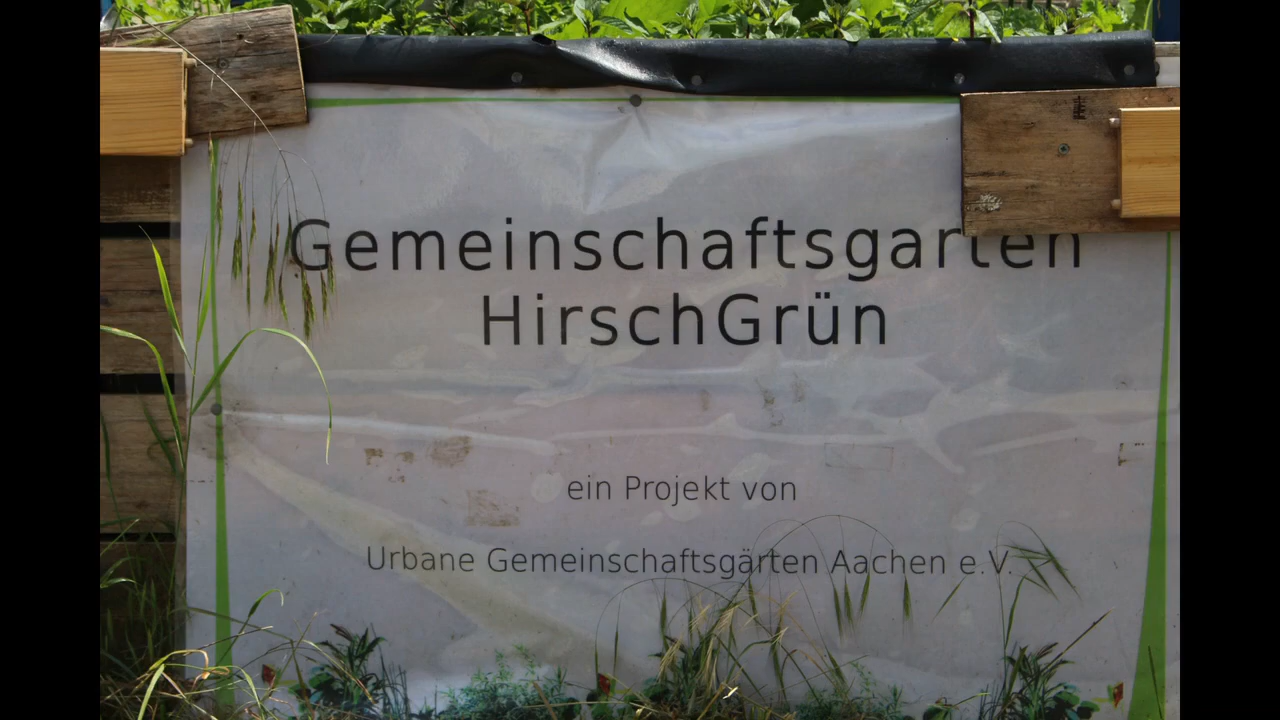 Gemeinschaftsgarten
HirschGrün
ein Projekt von
Urbane Gemeinschaftsgärten Aachen e.V.